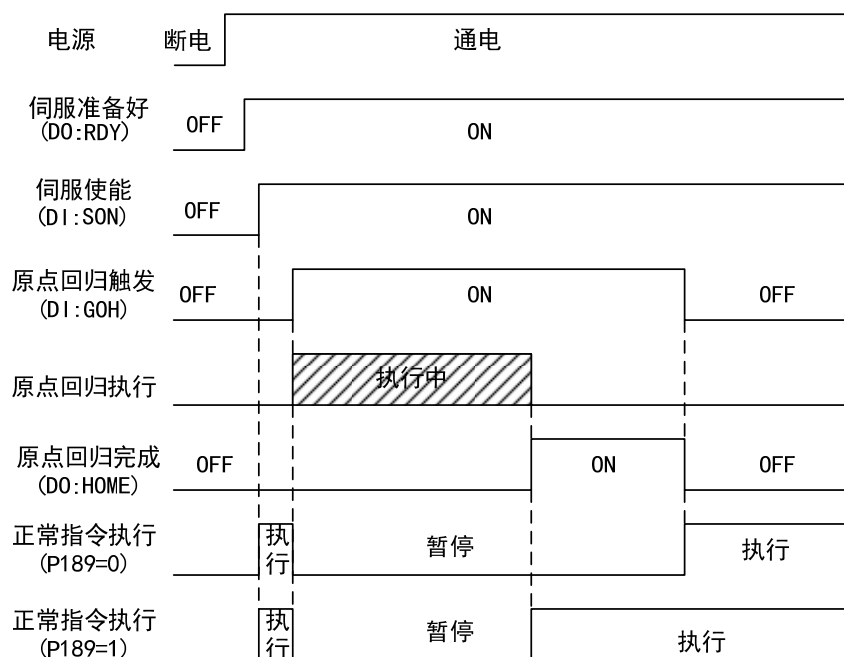 电源 断电 通电
伺服准备好
(DO:RDY) OFF ON
伺服使能
(DI:SON) OFF ON
原点回归触发
(DI:GOH) OFF ON OFF
原点回归执行 执行中
原点回归完成
(DO:HOME) OFF ON OFF
正常指令执行
(P189=0) 执行 暂停 执行
正常指令执行
(P189=1) 执行 暂停 执行